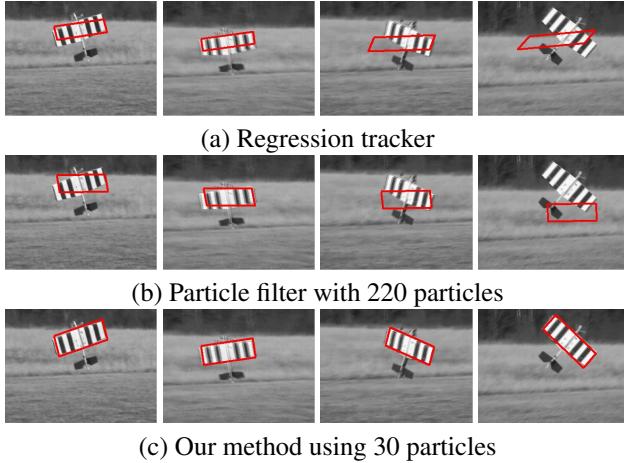 (a) Regression tracker
(b) Particle filter with 220 particles
(c) Our method using 30 particles